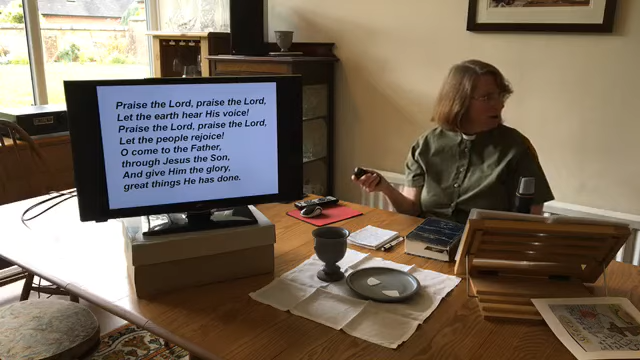 Praise the Lord, praise the Lord,
Let the earth hear His voice!
Praise the Lord, praise the Lord,
Let the people rejoice!
O come to the Father,
through Jesus the Son,
And give Him the glory,
great things He has done.